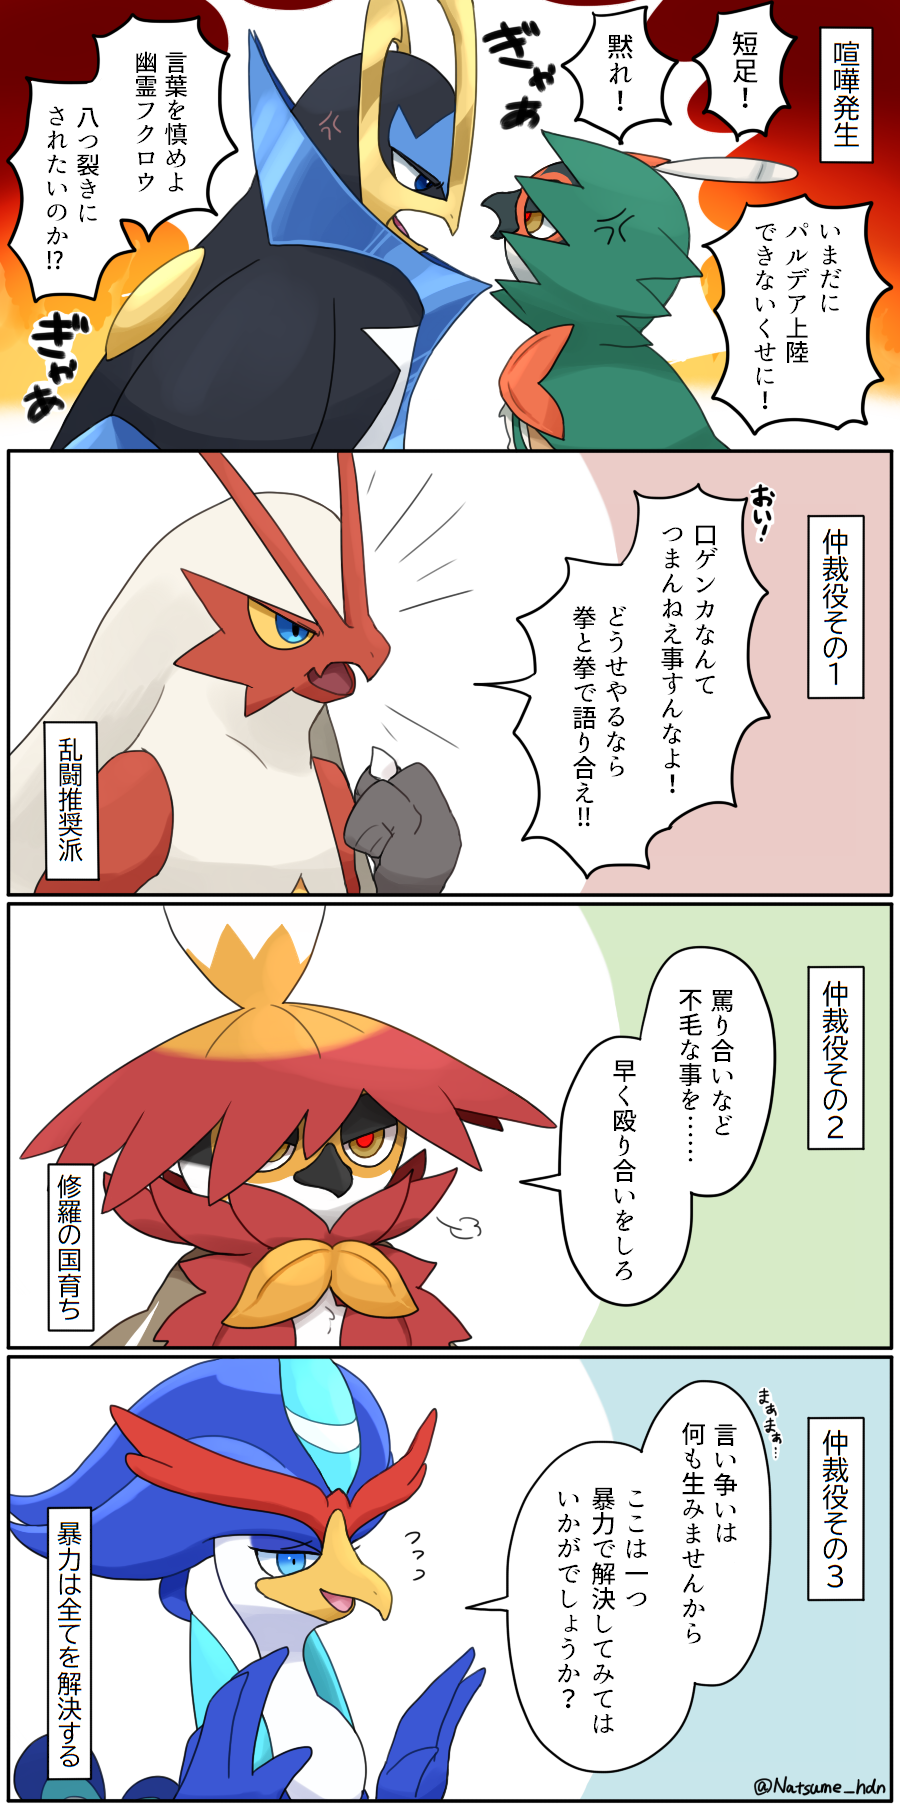 喧嘩発生
短足！
黙れ！
いまだに
パルデア上陸
できないくせに！
ぎゃあ
言葉を慎めよ
幽霊フクロウ
八つ裂きに
されたいのか!?
ぎゃあ
仲裁役その1
おい！
口ゲンカなんて
つまんねえ事すんなよ！
どうせやるなら
拳と拳で語り合え!!
乱闘推奨派
仲裁役その2
罵り合いなど
不毛な事を……
早く殴り合いをしろ
修羅の国育ち
仲裁役その3
まぁまぁ…
言い争いは
何も生みませんから
ここは一つ
暴力で解決してみては
いかがでしょうか？
暴力は全てを解決する
@Natsume_hdn